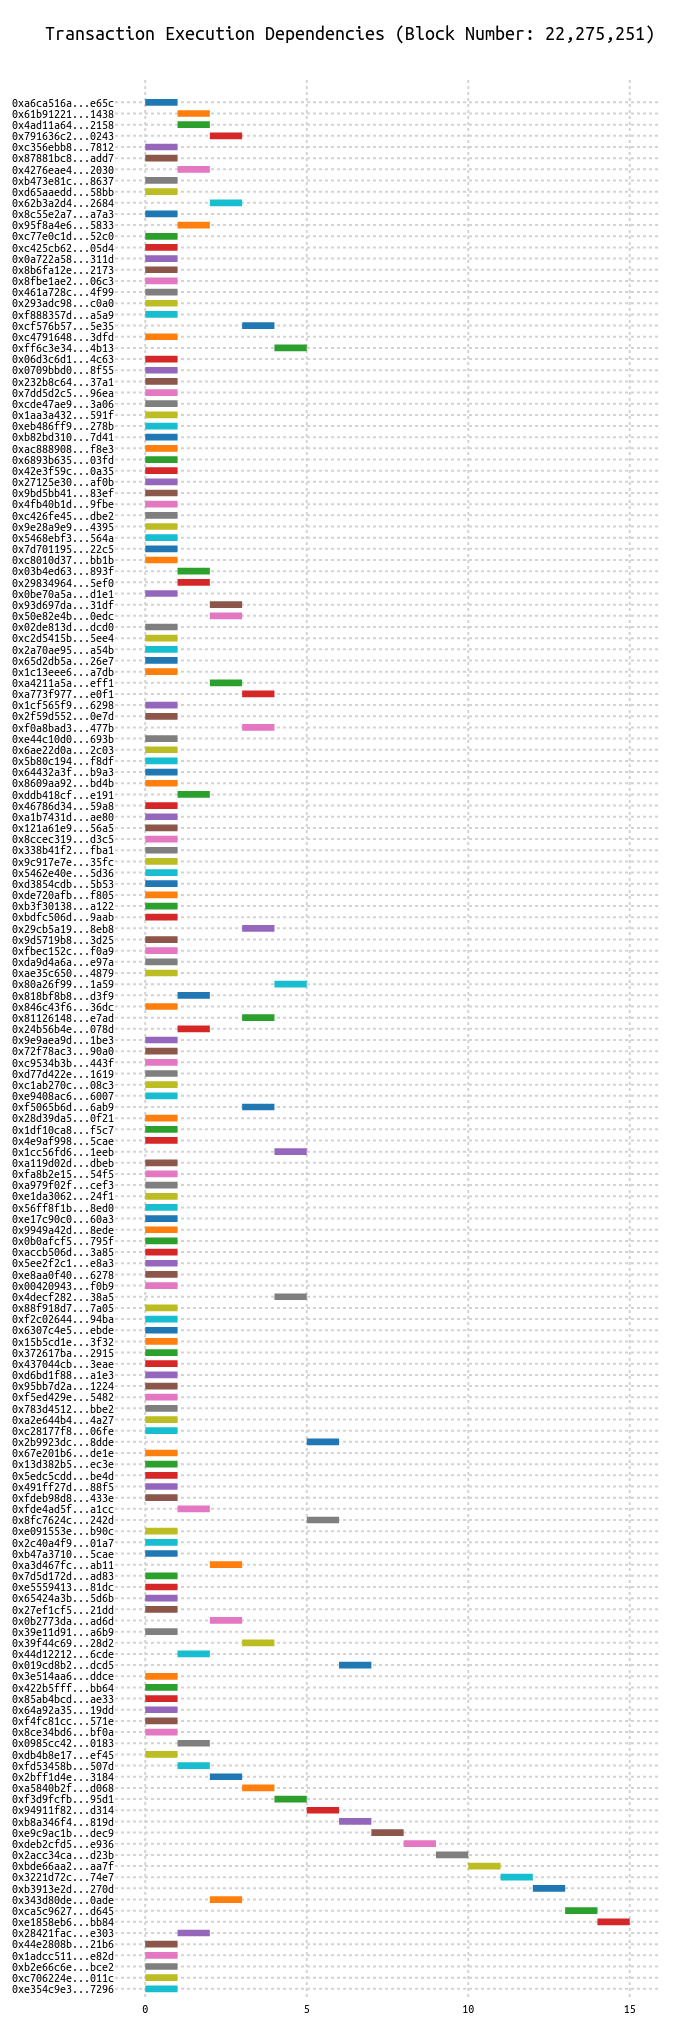 Transaction Execution Dependencies (Block Number: 22,275,251)
0xa6ca516a...e65c
0x61b91221...1438
0x4ad11a64...2158
0x791636c2...0243
0xc356ebb8...7812
0x87881bc8...add7
0x4276eae4...2030
0xb473e81c...8637
0xd65aaedd...58bb
0x62b3a2d4...2684
0x8c55e2a7...a7a3
0x95f8a4e6...5833
0xc77e0c1d...52c0
0xc425cb62...05d4
0x0a722a58...311d
0x8b6fa12e...2173
0x8fbe1ae2...06c3
0x461a728c...4f99
0x293adc98...c0a0
0xf888357d...a5a9
0xcf576b57...5e35
0xc4791648...3dfd
0xff6c3e34...4b13
0x06d3c6d1...4c63
0x0709bbd0...8f55
0x232b8c64...37a1
0x7dd5d2c5...96ea
0xcde47ae9...3a06
0x1aa3a432...591f
0xeb486ff9...278b
0xb82bd310...7d41
0xac888908...f8e3
0x6893b635...03fd
0x42e3f59c...0a35
0x27125e30...af0b
0x9bd5bb41...83ef
0x4fb40b1d...9fbe
0xc426fe45...dbe2
0x9e28a9e9...4395
0x5468ebf3...564a
0x7d701195...22c5
0xc8010d37...bb1b
0x03b4ed63...893f
0x29834964...5ef0
0x0be70a5a...d1e1
0x93d697da...31df
0x50e82e4b...0edc
0x02de813d...dcd0
0xc2d5415b...5ee4
0x2a70ae95...a54b
0x65d2db5a...26e7
0x1c13eee6...a7db
0xa4211a5a...eff1
0xa773f977...e0f1
0x1cf565f9...6298
0x2f59d552...0e7d
0xf0a8bad3...477b
0xe44c10d0...693b
0x6ae22d0a...2c03
0x5b80c194...f8df
0x64432a3f...b9a3
0x8609aa92...bd4b
0xddb418cf...e191
0x46786d34...59a8
0xa1b7431d...ae80
0x121a61e9...56a5
0x8ccec319...d3c5
0x338b41f2...fba1
0x9c917e7e...35fc
0x5462e40e...5d36
0xd3854cdb...5b53
0xde720afb...f805
0xb3f30138...a122
0xbdfc506d...9aab
0x29cb5a19...8eb8
0x9d5719b8...3d25
0xfbec152c...f0a9
0xda9d4a6a...e97a
0xae35c650...4879
0x80a26f99...1a59
0x818bf8b8...d3f9
0x846c43f6...36dc
0x81126148...e7ad
0x24b56b4e...078d
0x9e9aea9d...1be3
0x72f78ac3...90a0
0xc9534b3b...443f
0xd77d422e...1619
0xc1ab270c...08c3
0xe9408ac6...6007
0xf5065b6d...6ab9
0x28d39da5...0f21
0x1df10ca8...f5c7
0x4e9af998...5cae
0x1cc56fd6...1eeb
0xa119d02d...dbeb
0xfa8b2e15...54f5
0xa979f02f...cef3
0xe1da3062...24f1
0x56ff8f1b...8ed0
0xe17c90c0...60a3
0x9949a42d...8ede
0x0b0afcf5...795f
0xaccb506d...3a85
0x5ee2f2c1...e8a3
0xe8aa0f40...6278
0x00420943...f0b9
0x4decf282...38a5
0x88f918d7...7a05
0xf2c02644...94ba
0x6307c4e5...ebde
0x15b5cd1e...3f32
0x372617ba...2915
0x437044cb...3eae
0xd6bd1f88...a1e3
0x95bb7d2a...1224
0xf5ed429e...5482
0x783d4512...bbe2
0xa2e644b4...4a27
0xc28177f8...06fe
0x2b9923dc...8dde
0x67e201b6...de1e
0x13d382b5...ec3e
0x5edc5cdd...be4d
0x491ff27d...88f5
0xfdeb98d8...433e
0xfde4ad5f...a1cc
0x8fc7624c...242d
0xe091553e...b90c
0x2c40a4f9...01a7
0xb47a3710...5cae
0xa3d467fc...ab11
0x7d5d172d...ad83
0xe5559413...81dc
0x65424a3b...5d6b
0x27ef1cf5...21dd
0x0b2773da...ad6d
0x39e11d91...a6b9
0x39f44c69...28d2
0x44d12212...6cde
0x019cd8b2...dcd5
0x3e514aa6...ddce
0x422b5fff...bb64
0x85ab4bcd...ae33
0x64a92a35...19dd
0xf4fc81cc...571e
0x8ce34bd6...bf0a
0x0985cc42...0183
0xdb4b8e17...ef45
0xfd53458b...507d
0x2bff1d4e...3184
0xa5840b2f...d068
0xf3d9fcfb...95d1
0x94911f82...d314
0xb8a346f4...819d
0xe9c9ac1b...dec9
0xdeb2cfd5...e936
0x2acc34ca...d23b
0xbde66aa2...aa7f
0x3221d72c...74e7
0xb3913e2d...270d
0x343d80de...0ade
0xca5c9627...d645
0xe1858eb6...bb84
0x28421fac...e303
0x44e2808b...21b6
0x1adcc511...e82d
0xb2e66c6e...bce2
0xc706224e...011c
0xe354c9e3...7296
0 5 10 15